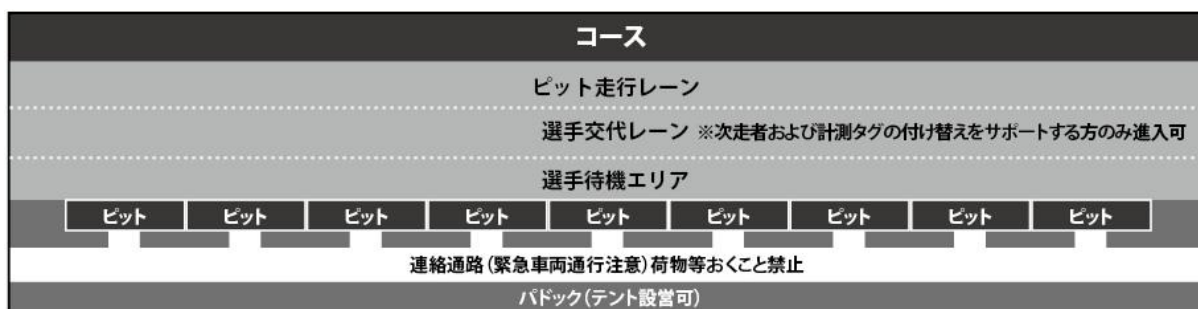 コース
ピット走行レーン
選手交代レーン ※次走者および計測タグの付け替えをサポートする方のみ進入可
選手待機エリア
ピット ピット ピット ピット ピット ピット ピット ピット ピット
連絡通路（緊急車両通行注意）荷物等おくこと禁止
パドック（テント設営可）